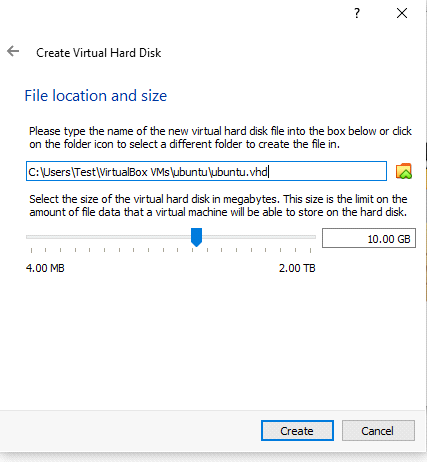 ?
Create Virtual Hard Disk
File location and size
Please type the name of the new virtual hard disk file into the box below or click
on the folder icon to select a different folder to create the file in.
C:\Users\Test\VirtualBox VMs\ubuntu\ubuntu.vhd
Select the size of the virtual hard disk in megabytes. This size is the limit on the
amount of file data that a virtual machine will be able to store on the hard disk.
10.00 GB
4.00 MB 2.00 TB
Create Cancel